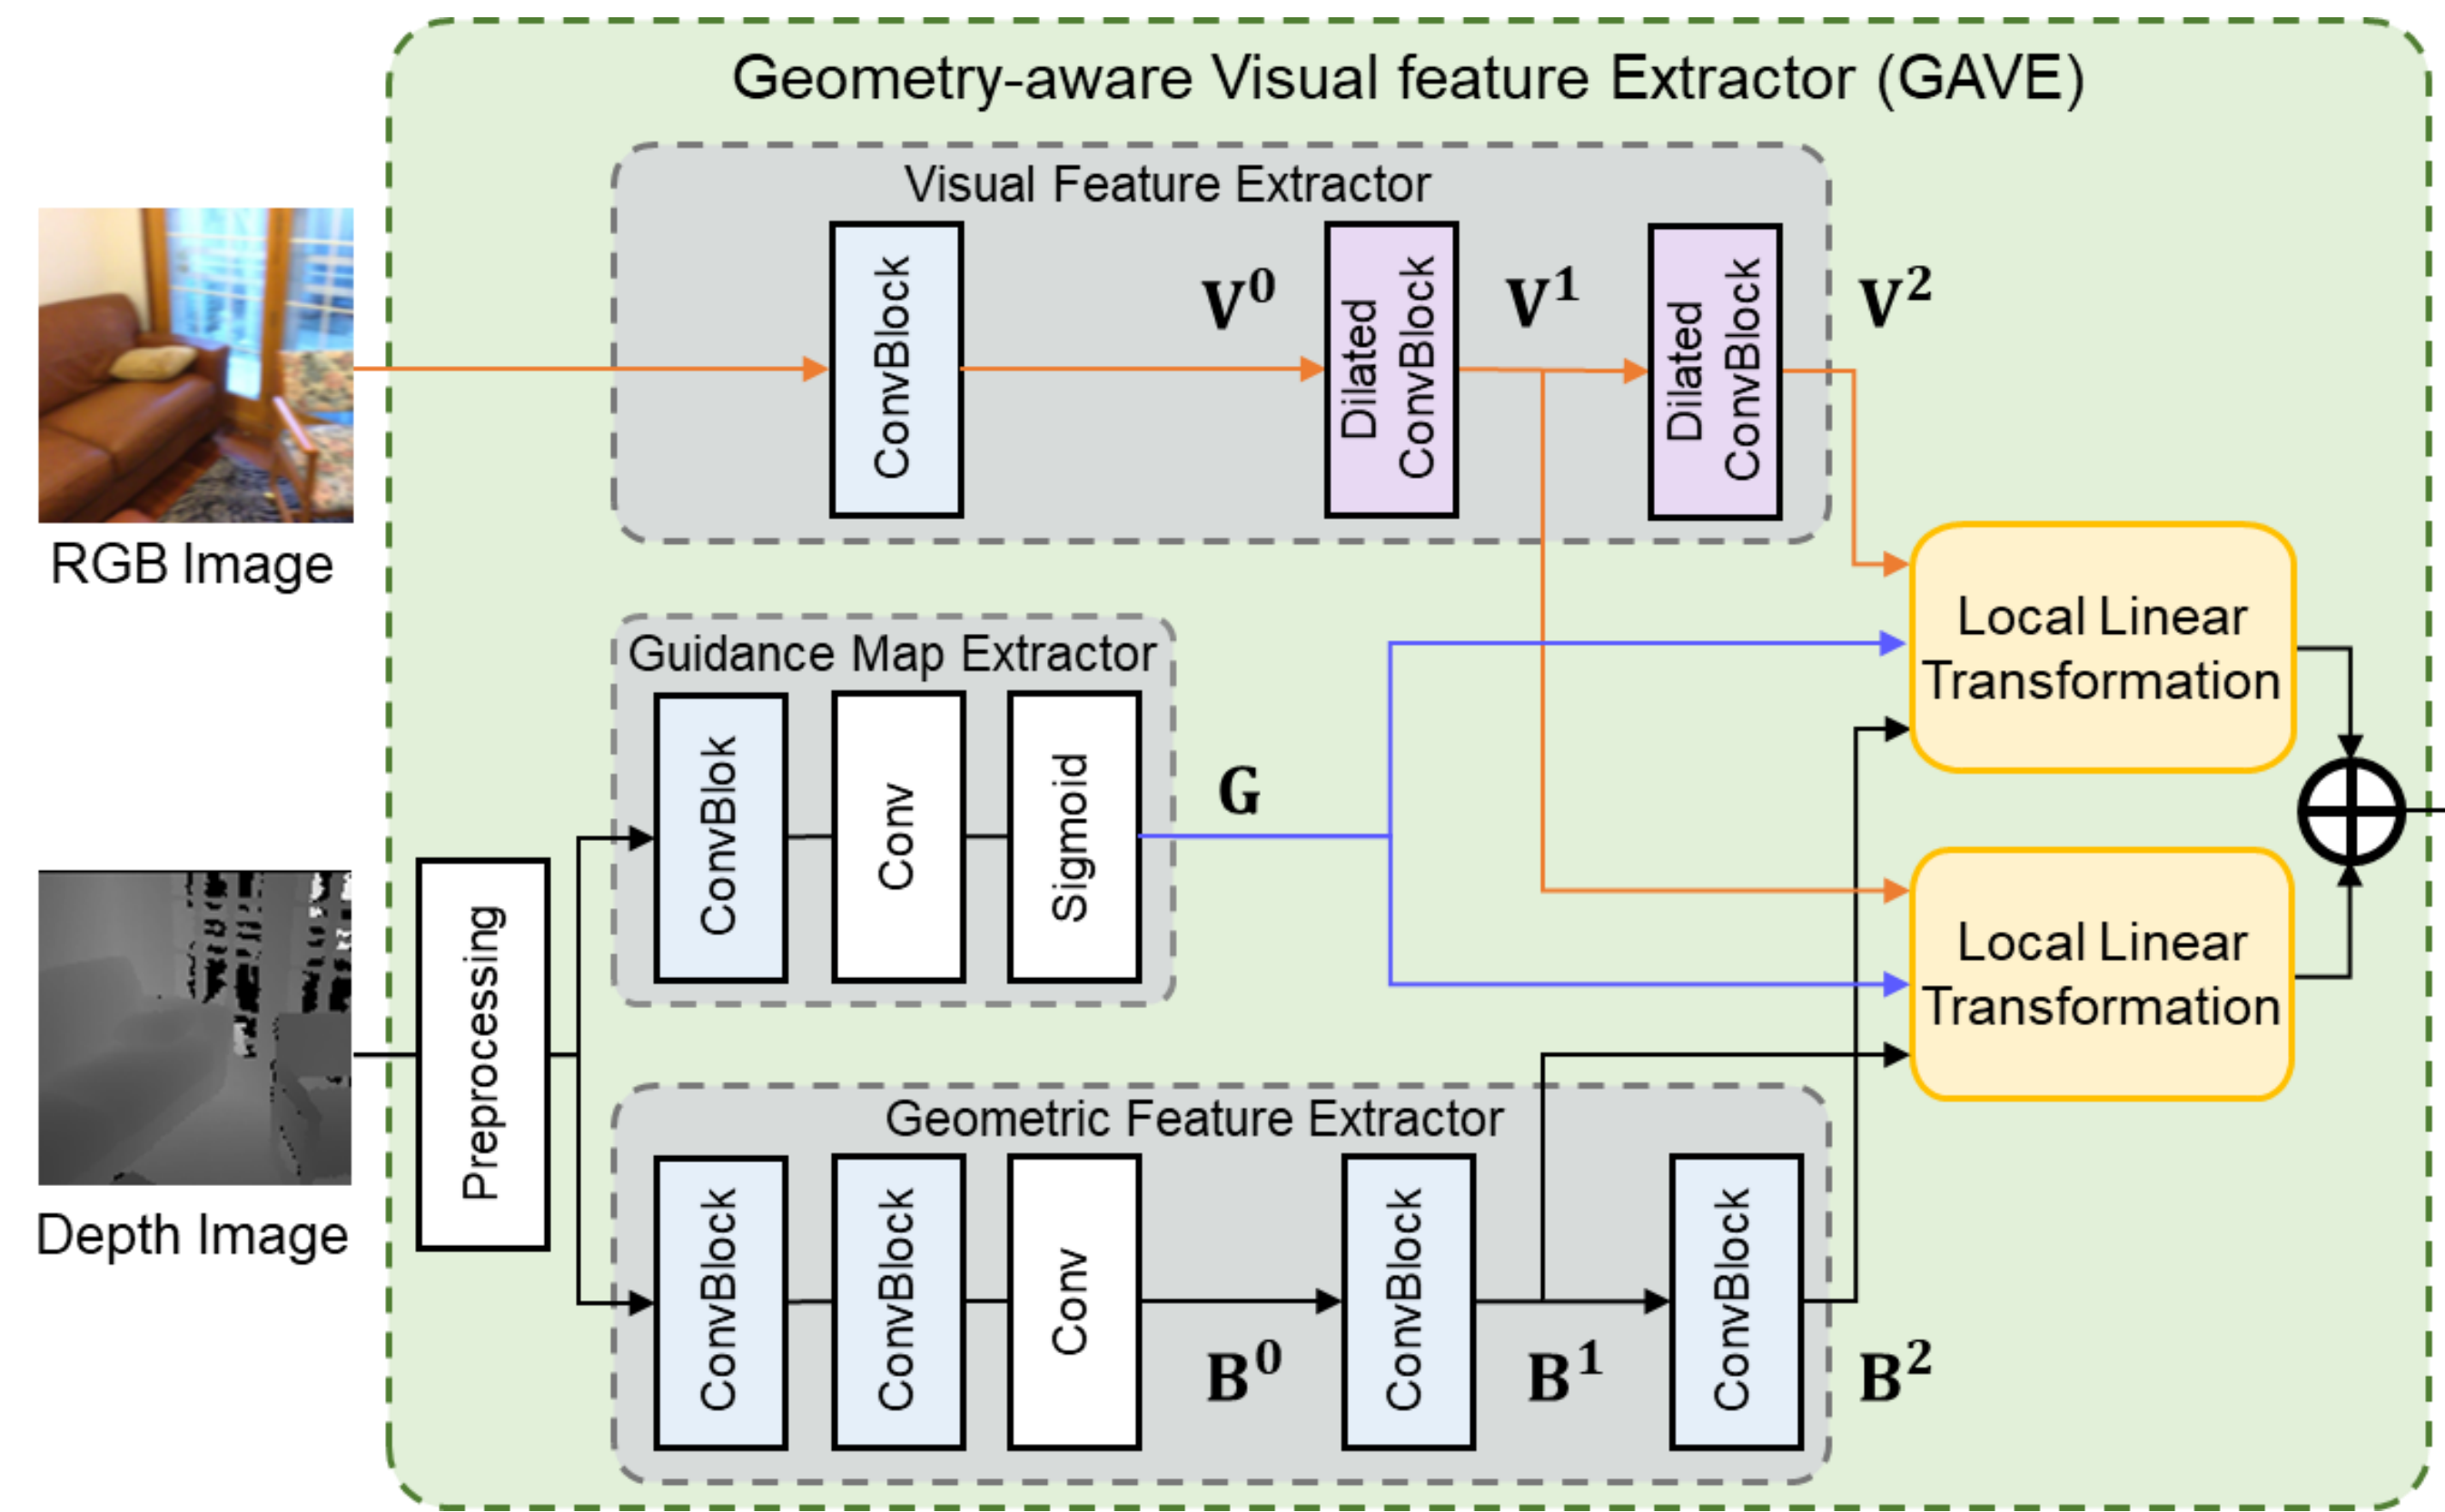 Geometry-aware Visual feature Extractor (GAVE)
Visual Feature Extractor
ConvBlock
V⁰
Dilated
ConvBlock
V¹
Dilated
ConvBlock
V²
RGB Image
Guidance Map Extractor
ConvBlok
Conv
Sigmoid
G
Local Linear
Transformation
Local Linear
Transformation
Preprocessing
Depth Image
Geometric Feature Extractor
ConvBlock
ConvBlock
Conv
B⁰
ConvBlock
B¹
ConvBlock
B²